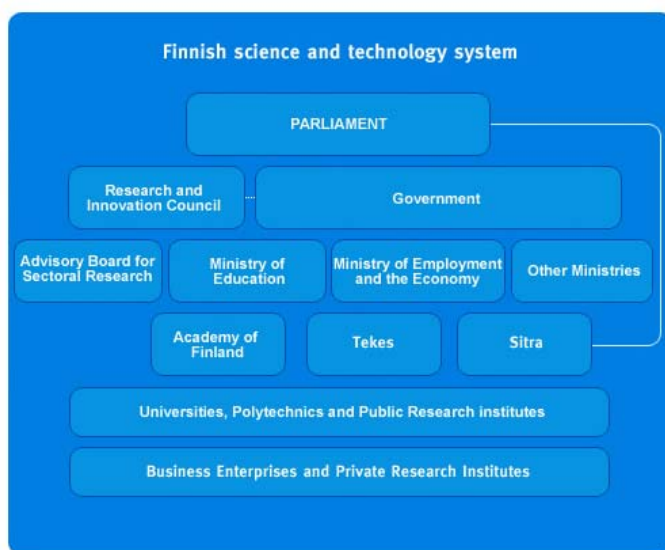 Finnish science and technology system
PARLIAMENT
Research and
Innovation Council
Government
Advisory Board for
Sectoral Research
Ministry of
Education
Ministry of Employment
and the Economy
Other Ministries
Academy of
Finland
Tekes
Sitra
Universities, Polytechnics and Public Research institutes
Business Enterprises and Private Research Institutes